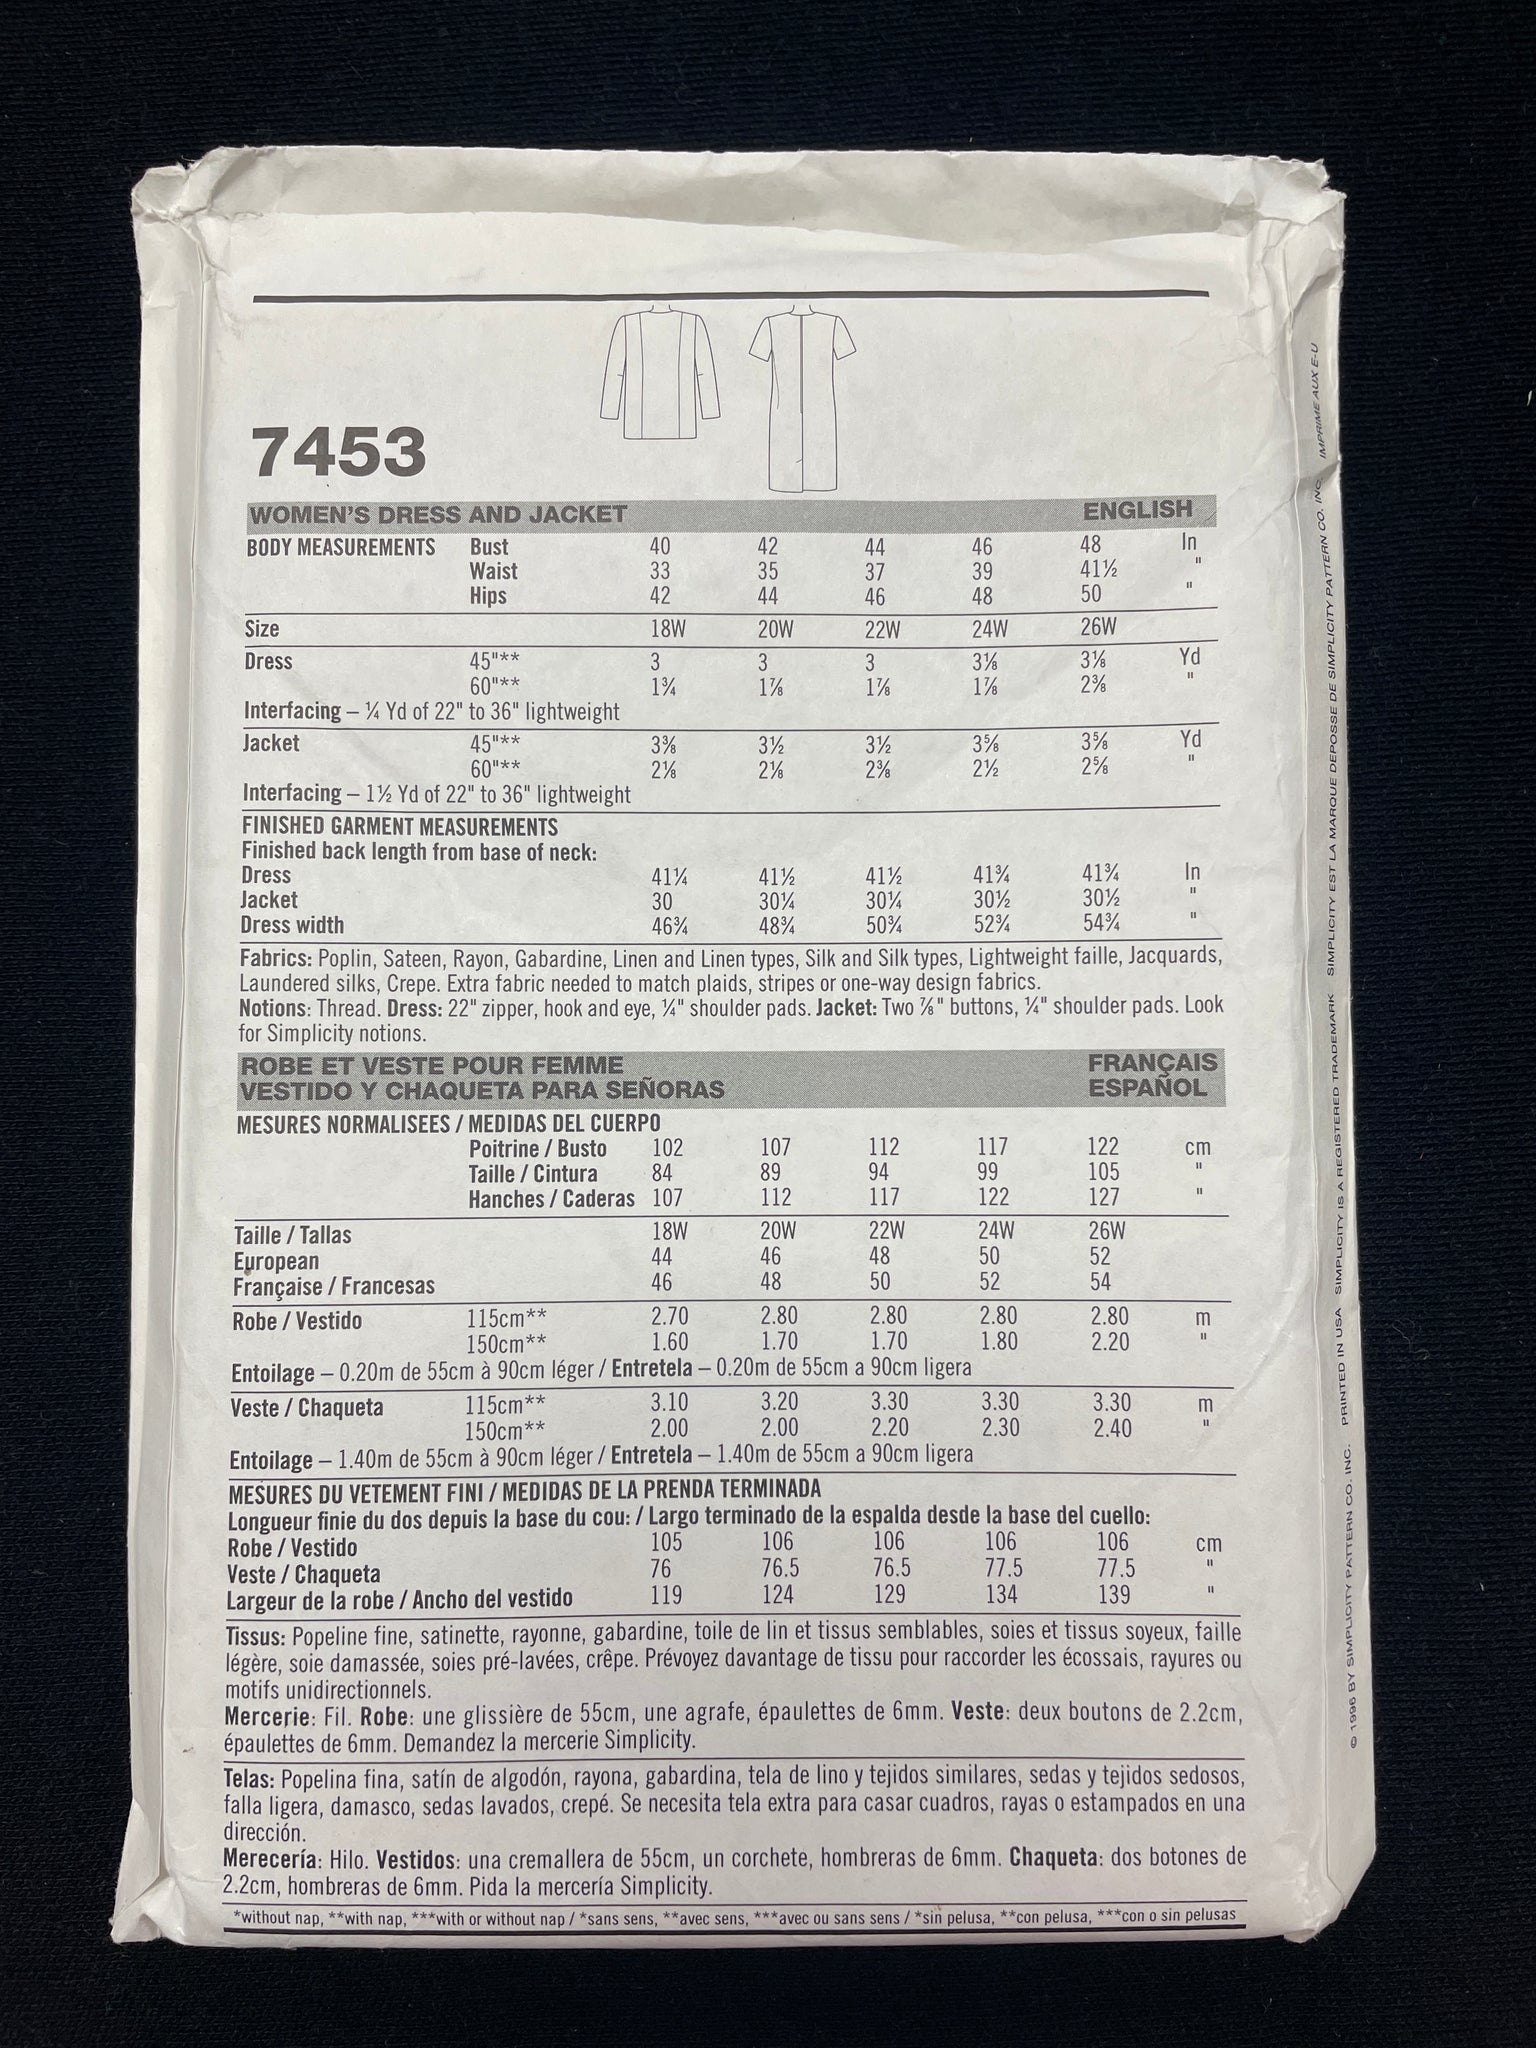 7453
WOMEN'S DRESS AND JACKET ENGLISH
BODY MEASUREMENTS Bust 40 42 44 46 48 In
Waist 33 35 37 39 41½ "
Hips 42 44 46 48 50 "
Size 18W 20W 22W 24W 26W
Dress 45"** 3 3 3 3⅛ 3⅛ Yd
60"** 1¾ 1⅞ 1⅞ 1⅞ 2⅜ "
Interfacing – ¼ Yd of 22" to 36" lightweight
Jacket 45"** 3⅜ 3½ 3½ 3⅝ 3⅝ Yd
60"** 2⅛ 2⅛ 2⅜ 2½ 2⅝ "
Interfacing – 1½ Yd of 22" to 36" lightweight
FINISHED GARMENT MEASUREMENTS
Finished back length from base of neck:
Dress 41¼ 41½ 41½ 41¾ 41¾ In
Jacket 30 30¼ 30¼ 30½ 30½ "
Dress width 46¾ 48¾ 50¾ 52¾ 54¾ "
Fabrics: Poplin, Sateen, Rayon, Gabardine, Linen and Linen types, Silk and Silk types, Lightweight faille, Jacquards,
Laundered silks, Crepe. Extra fabric needed to match plaids, stripes or one-way design fabrics.
Notions: Thread. Dress: 22" zipper, hook and eye, ¼" shoulder pads. Jacket: Two ⅞" buttons, ¼" shoulder pads. Look
for Simplicity notions.
ROBE ET VESTE POUR FEMME FRANÇAIS
VESTIDO Y CHAQUETA PARA SEÑORAS ESPAÑOL
MESURES NORMALISEES / MEDIDAS DEL CUERPO
Poitrine / Busto 102 107 112 117 122 cm
Taille / Cintura 84 89 94 99 105 "
Hanches / Caderas 107 112 117 122 127 "
Taille / Tallas 18W 20W 22W 24W 26W
European 44 46 48 50 52
Française / Francesas 46 48 50 52 54
Robe / Vestido 115cm** 2.70 2.80 2.80 2.80 2.80 m
150cm** 1.60 1.70 1.70 1.80 2.20 "
Entoilage – 0.20m de 55cm à 90cm léger / Entretela – 0.20m de 55cm a 90cm ligera
Veste / Chaqueta 115cm** 3.10 3.20 3.30 3.30 3.30 m
150cm** 2.00 2.00 2.20 2.30 2.40 "
Entoilage – 1.40m de 55cm à 90cm léger / Entretela – 1.40m de 55cm a 90cm ligera
MESURES DU VETEMENT FINI / MEDIDAS DE LA PRENDA TERMINADA
Longueur finie du dos depuis la base du cou: / Largo terminado de la espalda desde la base del cuello:
Robe / Vestido 105 106 106 106 106 cm
Veste / Chaqueta 76 76.5 76.5 77.5 77.5 "
Largeur de la robe / Ancho del vestido 119 124 129 134 139 "
Tissus: Popeline fine, satinette, rayonne, gabardine, toile de lin et tissus semblables, soies et tissus soyeux, faille
légère, soie damassée, soies pré-lavées, crêpe. Prévoyez davantage de tissu pour raccorder les écossais, rayures ou
motifs unidirectionnels.
Mercerie: Fil. Robe: une glissière de 55cm, une agrafe, épaulettes de 6mm. Veste: deux boutons de 2.2cm,
épaulettes de 6mm. Demandez la mercerie Simplicity.
Telas: Popelina fina, satín de algodón, rayona, gabardina, tela de lino y tejidos similares, sedas y tejidos sedosos,
falla ligera, damasco, sedas lavados, crepé. Se necesita tela extra para casar cuadros, rayas o estampados en una
dirección.
Merecería: Hilo. Vestidos: una cremallera de 55cm, un corchete, hombreras de 6mm. Chaqueta: dos botones de
2.2cm, hombreras de 6mm. Pida la mercería Simplicity.
*without nap, **with nap, ***with or without nap / *sans sens, **avec sens, ***avec ou sans sens / *sin pelusa, **con pelusa, ***con o sin pelusas
© 1996 BY SIMPLICITY PATTERN CO. INC. PRINTED IN USA SIMPLICITY IS A REGISTERED TRADEMARK SIMPLICITY EST LA MARQUE DEPOSSE DE SIMPLICITY PATTERN CO. INC. IMPRIME AUX E-U